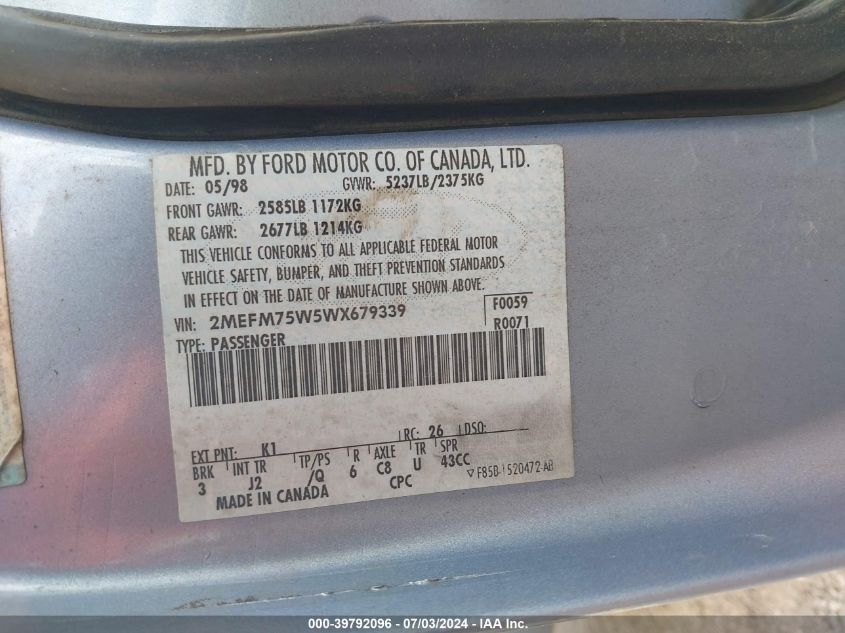 MFD. BY FORD MOTOR CO. OF CANADA, LTD.
DATE: 05/98 GVWR: 5237LB/2375KG
FRONT GAWR: 2585LB 1172KG
REAR GAWR: 2677LB 1214KG
THIS VEHICLE CONFORMS TO ALL APPLICABLE FEDERAL MOTOR
VEHICLE SAFETY, BUMPER, AND THEFT PREVENTION STANDARDS
IN EFFECT ON THE DATE OF MANUFACTURE SHOWN ABOVE.
VIN: 2MEFM75W5WX679339 F0059
TYPE: PASSENGER R0071
EXT PNT: K1 RC: 26 DSO:
BRK INT TR TP/PS R AXLE TR SPR
3 J2 /Q 6 C8 U 43CC
MADE IN CANADA CPC F85B-1520472-AB
000-39792096 - 07/03/2024 - IAA Inc.